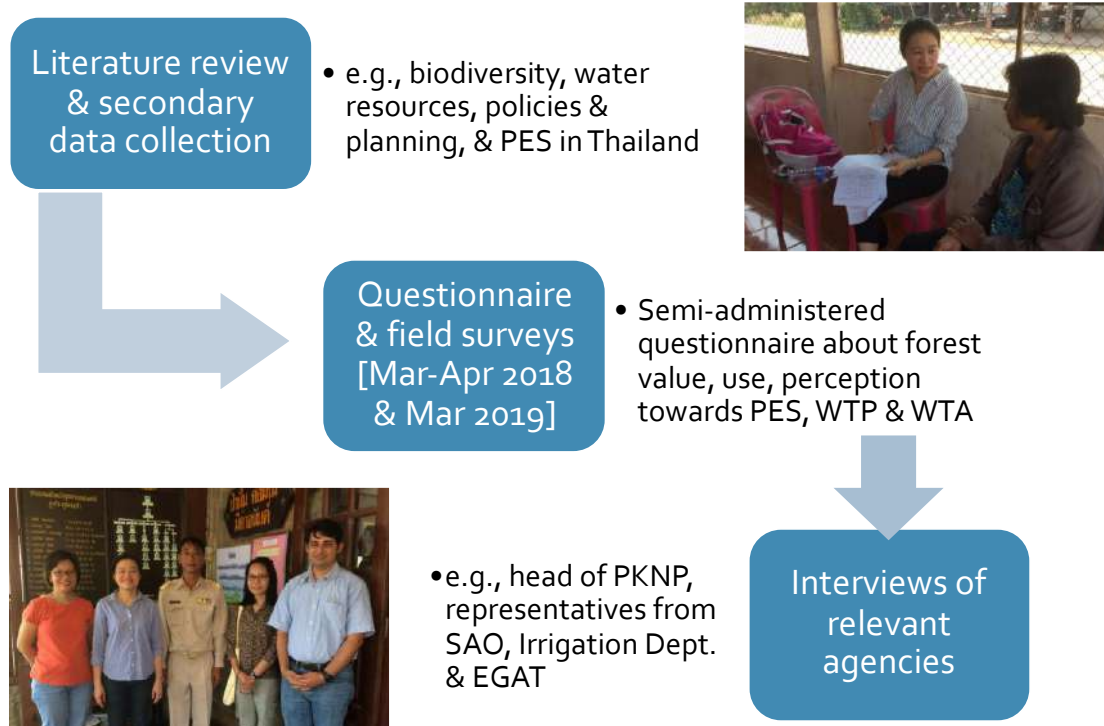 Literature review
& secondary
data collection
• e.g., biodiversity, water
resources, policies &
planning, & PES in Thailand
Questionnaire
& field surveys
[Mar-Apr 2018
& Mar 2019]
• Semi-administered
questionnaire about forest
value, use, perception
towards PES, WTP & WTA
•e.g., head of PKNP,
representatives from
SAO, Irrigation Dept.
& EGAT
Interviews of
relevant
agencies